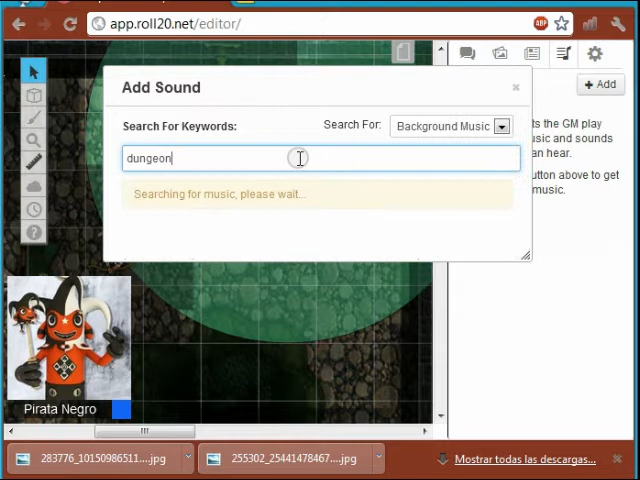 app.roll20.net/editor/
Add Sound
×
+ Add
Search For Keywords:
Search For:
Background Music
dungeon
Searching for music, please wait...
ts the GM play
usic and sounds
an hear.
utton above to get
music.
Pirata Negro
283776_10150986511....jpg
255302_25441478467....jpg
Mostrar todas las descargas...